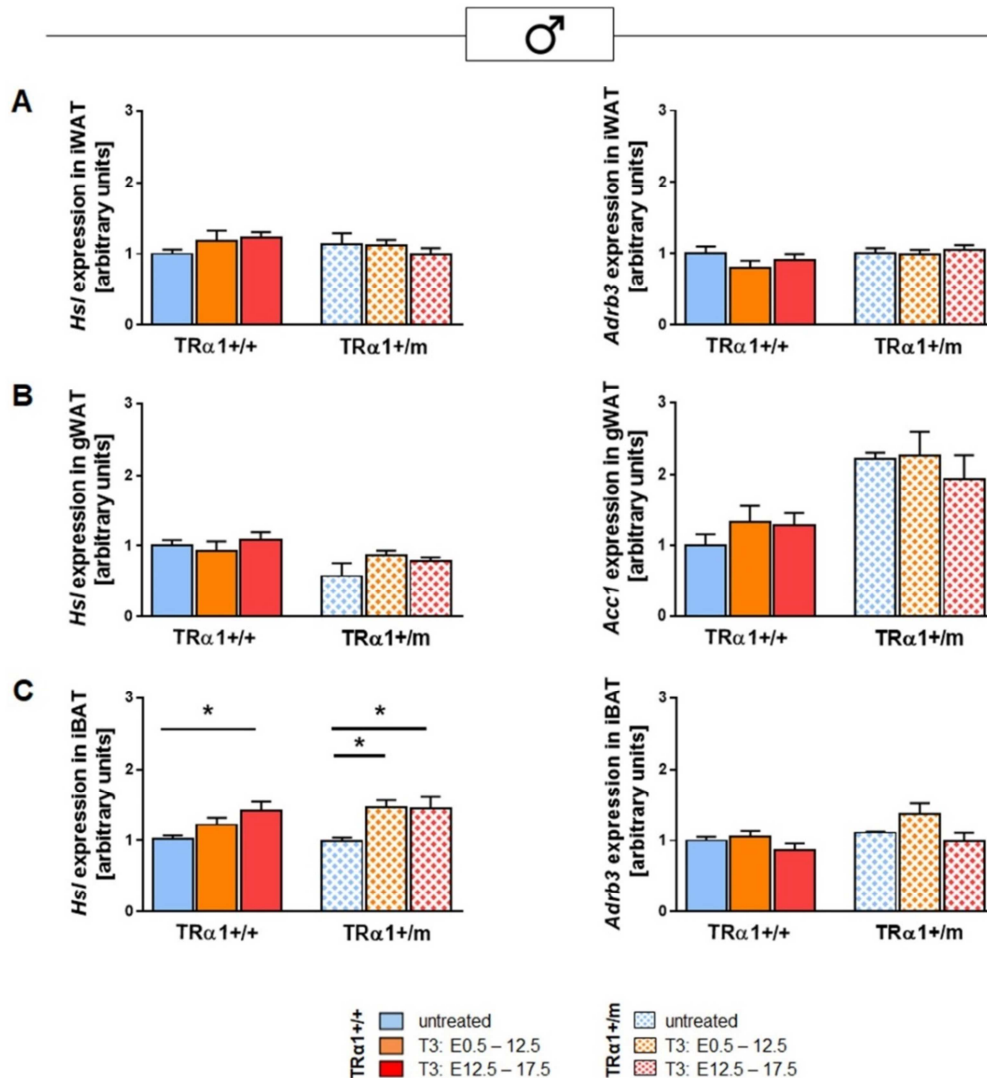 ♂
A
Hsl expression in iWAT
[arbitrary units]
3
2
1
0
TRα1+/+
TRα1+/m
Adrb3 expression in iWAT
[arbitrary units]
3
2
1
0
TRα1+/+
TRα1+/m
B
Hsl expression in gWAT
[arbitrary units]
3
2
1
0
TRα1+/+
TRα1+/m
Acc1 expression in gWAT
[arbitrary units]
3
2
1
0
TRα1+/+
TRα1+/m
C
Hsl expression in iBAT
[arbitrary units]
3
2
1
0
*
*
*
TRα1+/+
TRα1+/m
Adrb3 expression in iBAT
[arbitrary units]
3
2
1
0
TRα1+/+
TRα1+/m
TRα1+/+
untreated
T3: E0.5 – 12.5
T3: E12.5 – 17.5
TRα1+/m
untreated
T3: E0.5 – 12.5
T3: E12.5 – 17.5